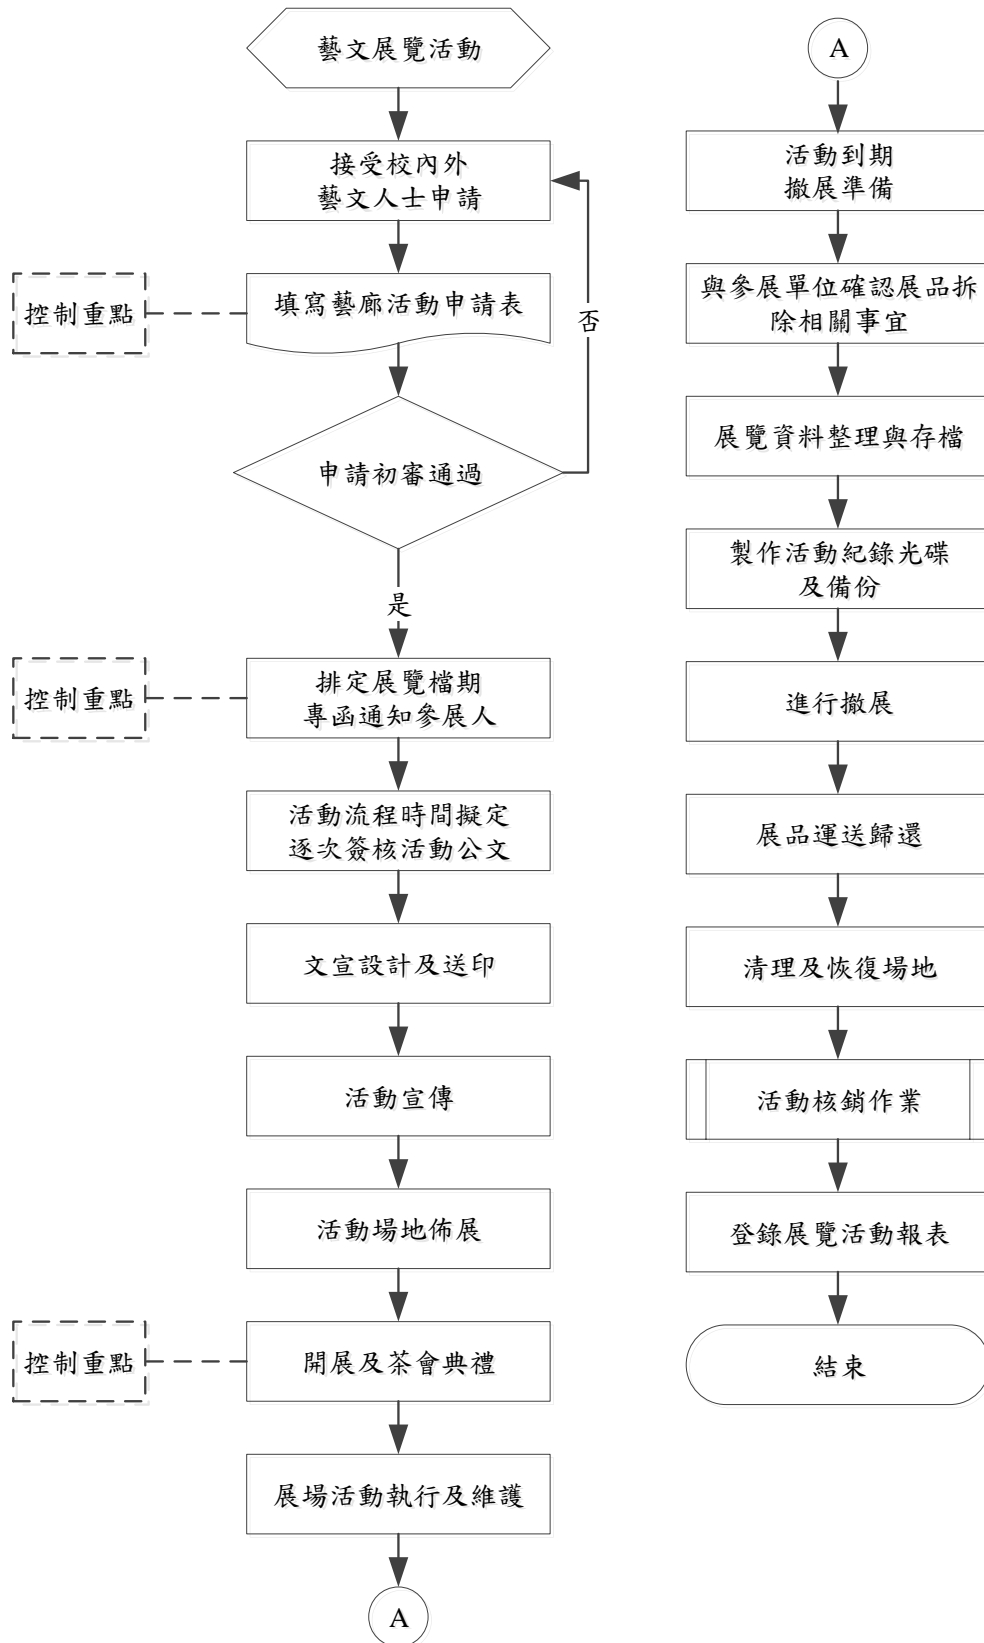 藝文展覽活動
接受校內外
藝文人士申請
控制重點
填寫藝廊活動申請表
否
申請初審通過
是
控制重點
排定展覽檔期
專函通知參展人
活動流程時間擬定
逐次簽核活動公文
文宣設計及送印
活動宣傳
活動場地佈展
控制重點
開展及茶會典禮
展場活動執行及維護
A
A
活動到期
撤展準備
與參展單位確認展品拆
除相關事宜
展覽資料整理與存檔
製作活動紀錄光碟
及備份
進行撤展
展品運送歸還
清理及恢復場地
活動核銷作業
登錄展覽活動報表
結束